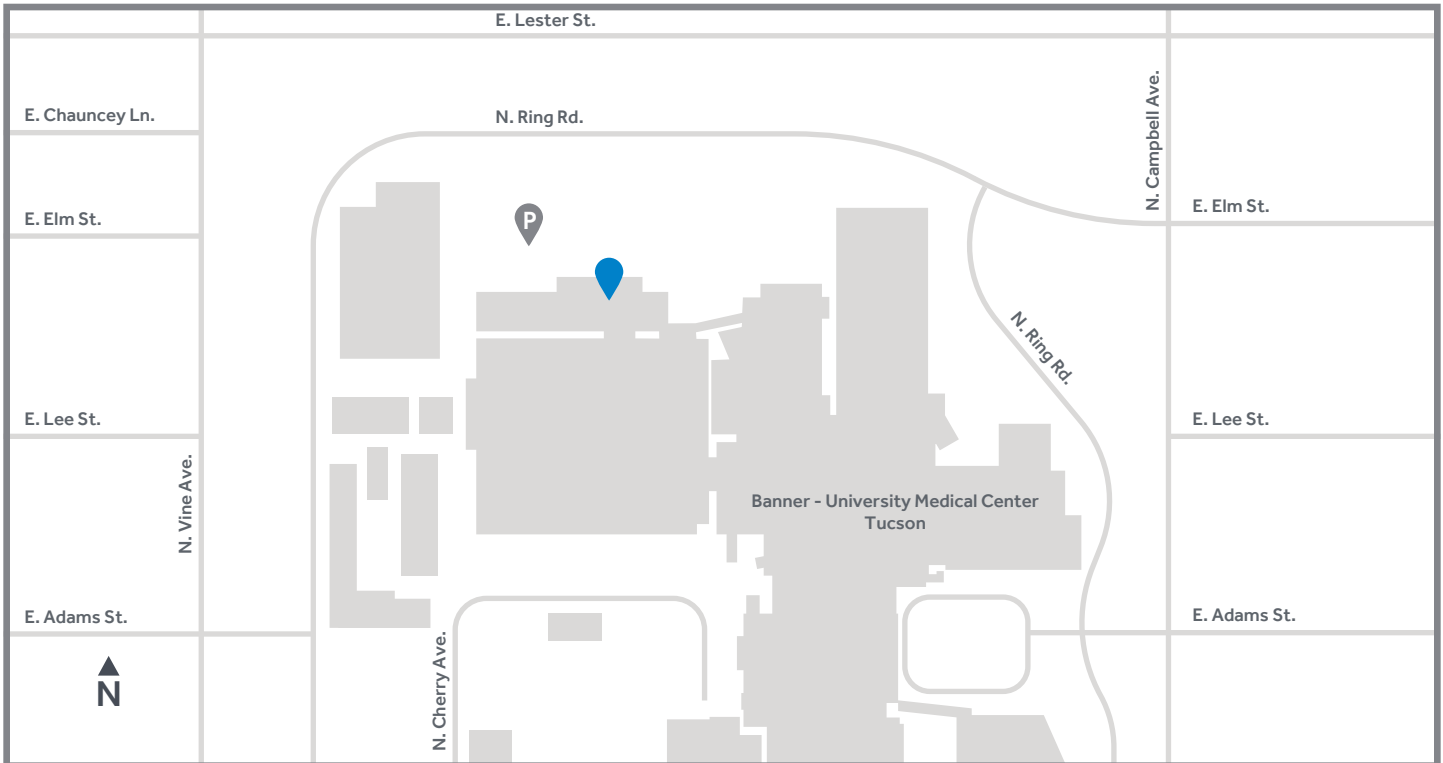 E. Lester St.
E. Chauncey Ln.
N. Ring Rd.
N. Campbell Ave.
E. Elm St.
P
E. Elm St.
N. Ring Rd.
E. Lee St.
E. Lee St.
N. Vine Ave.
Banner - University Medical Center
Tucson
E. Adams St.
E. Adams St.
N. Cherry Ave.
N